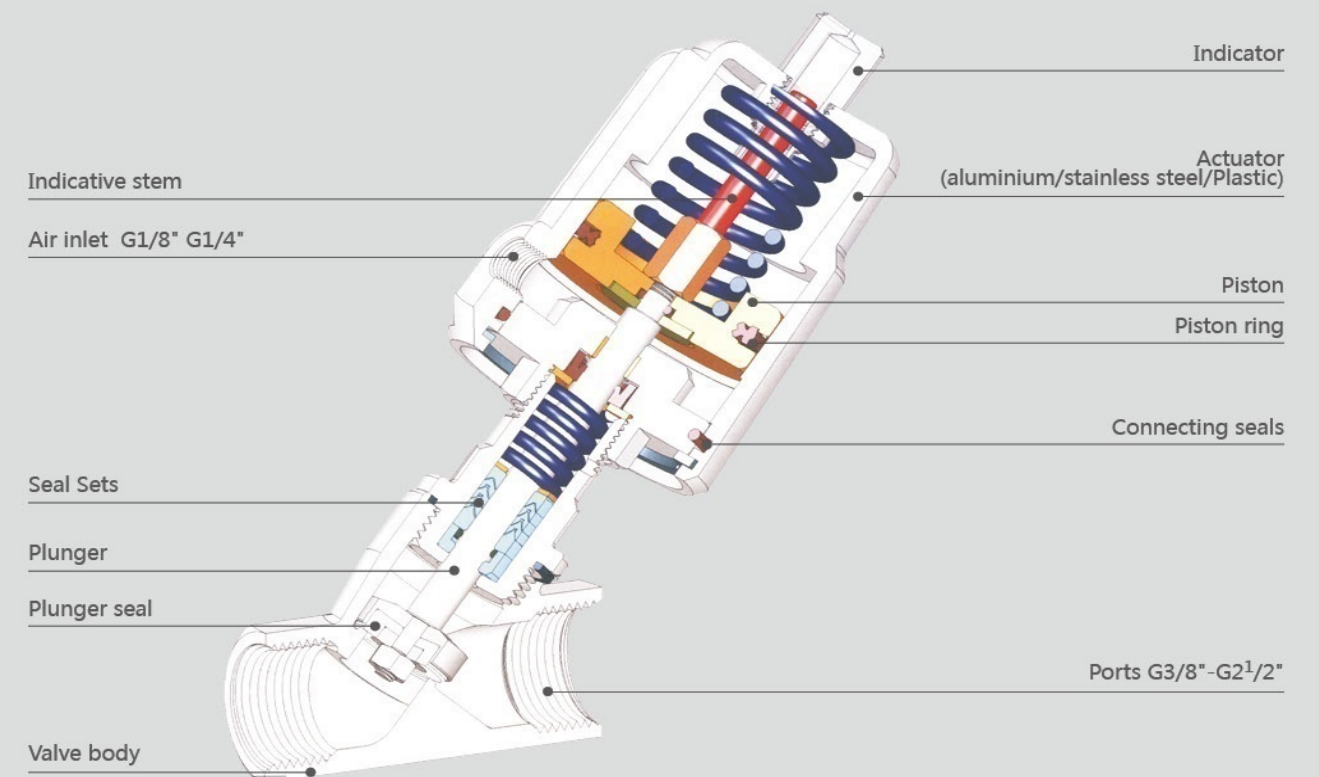 Indicator
Actuator
(aluminium/stainless steel/Plastic)
Indicative stem
Air inlet G1/8" G1/4"
Piston
Piston ring
Connecting seals
Seal Sets
Plunger
Plunger seal
Ports G3/8"-G2¹/2"
Valve body